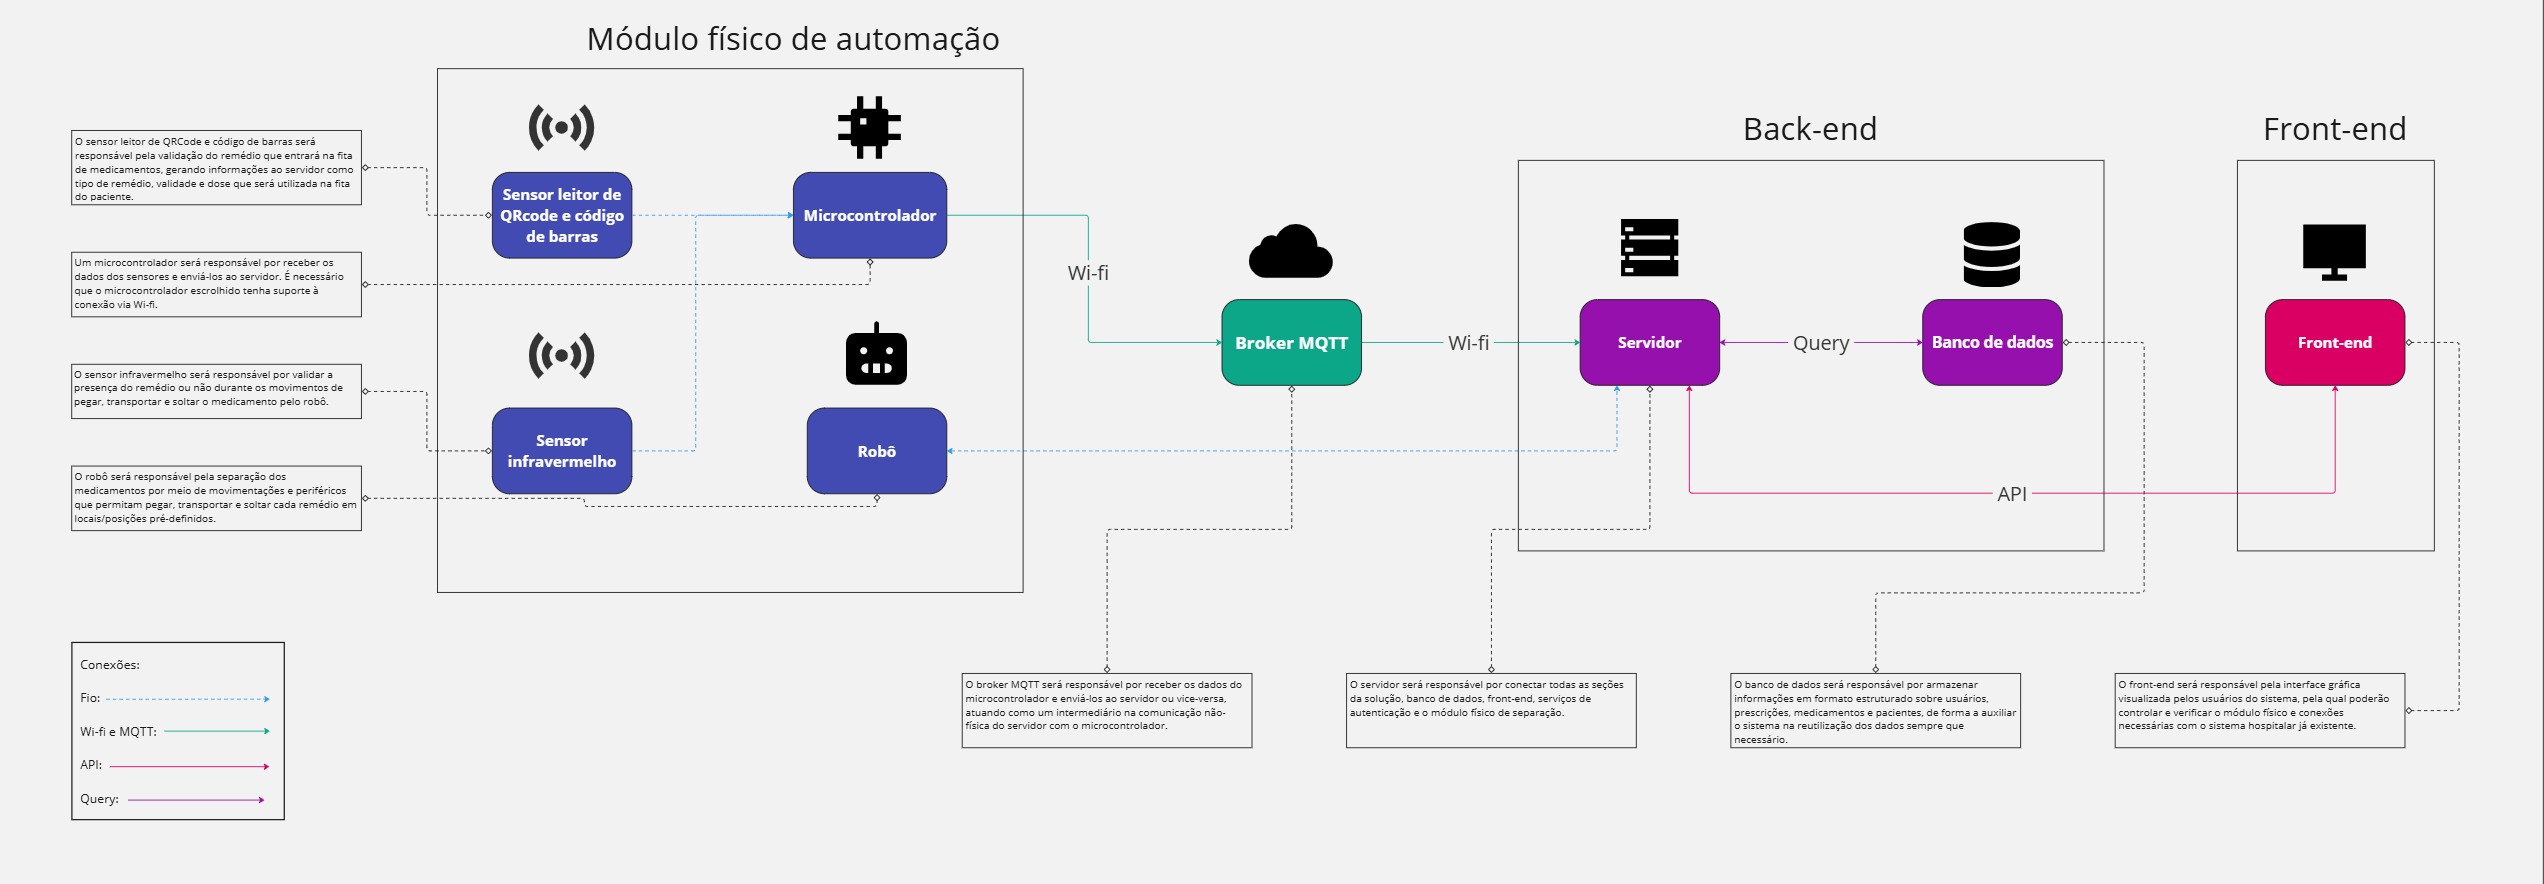 Módulo físico de automação
Back-end
Front-end
O sensor leitor de QRCode e código de barras será
responsável pela validação do remédio que entrará na fita
de medicamentos, gerando informações ao servidor como
tipo de remédio, validade e dose que será utilizada na fita
do paciente.
Um microcontrolador será responsável por receber os
dados dos sensores e enviá-los ao servidor. É necessário
que o microcontrolador escrolhido tenha suporte à
conexão via Wi-fi.
O sensor infravermelho será responsável por validar a
presença do remédio ou não durante os movimentos de
pegar, transportar e soltar o medicamento pelo robô.
O robô será responsável pela separação dos
medicamentos por meio de movimentações e periféricos
que permitam pegar, transportar e soltar cada remédio em
locais/posições pré-definidos.
Sensor leitor de
QRcode e código
de barras
Microcontrolador
Sensor
infravermelho
Robô
Wi-fi
Broker MQTT
Wi-fi
Servidor
Query
Banco de dados
Front-end
API
Conexões:
Fio:
Wi-fi e MQTT:
API:
Query:
O broker MQTT será responsável por receber os dados do
microcontrolador e enviá-los ao servidor ou vice-versa,
atuando como um intermediário na comunicação não-
física do servidor com o microcontrolador.
O servidor será responsável por conectar todas as seções
da solução, banco de dados, front-end, serviços de
autenticação e o módulo físico de separação.
O banco de dados será responsável por armazenar
informações em formato estruturado sobre usuários,
prescrições, medicamentos e pacientes, de forma a auxiliar
o sistema na reutilização dos dados sempre que
necessário.
O front-end será responsável pela interface gráfica
visualizada pelos usuários do sistema, pela qual poderão
controlar e verificar o módulo físico e conexões
necessárias com o sistema hospitalar já existente.